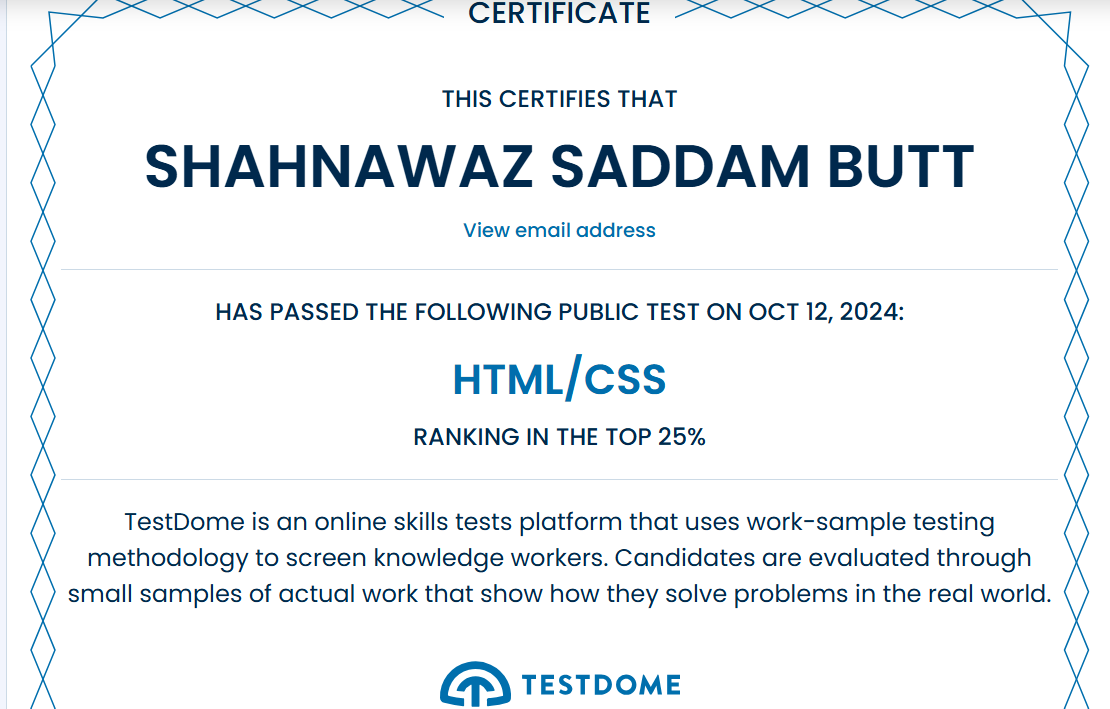 CERTIFICATE
THIS CERTIFIES THAT
SHAHNAWAZ SADDAM BUTT
View email address
HAS PASSED THE FOLLOWING PUBLIC TEST ON OCT 12, 2024:
HTML/CSS
RANKING IN THE TOP 25%
TestDome is an online skills tests platform that uses work-sample testing
methodology to screen knowledge workers. Candidates are evaluated through
small samples of actual work that show how they solve problems in the real world.
TESTDOME